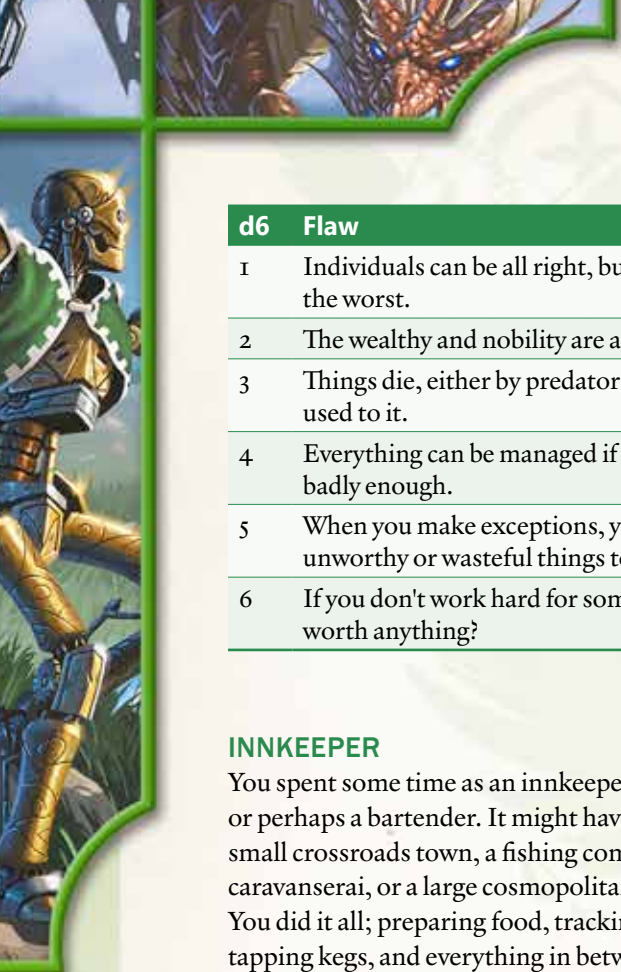 d6 Flaw
1 Individuals can be all right, bu
the worst.
2 The wealthy and nobility are a
3 Things die, either by predator
used to it.
4 Everything can be managed if
badly enough.
5 When you make exceptions, y
unworthy or wasteful things to
6 If you don't work hard for som
worth anything?
INNKEEPER
You spent some time as an innkeepe
or perhaps a bartender. It might hav
small crossroads town, a fishing com
caravanserai, or a large cosmopolita
You did it all; preparing food, trackin
tapping kegs, and everything in betw